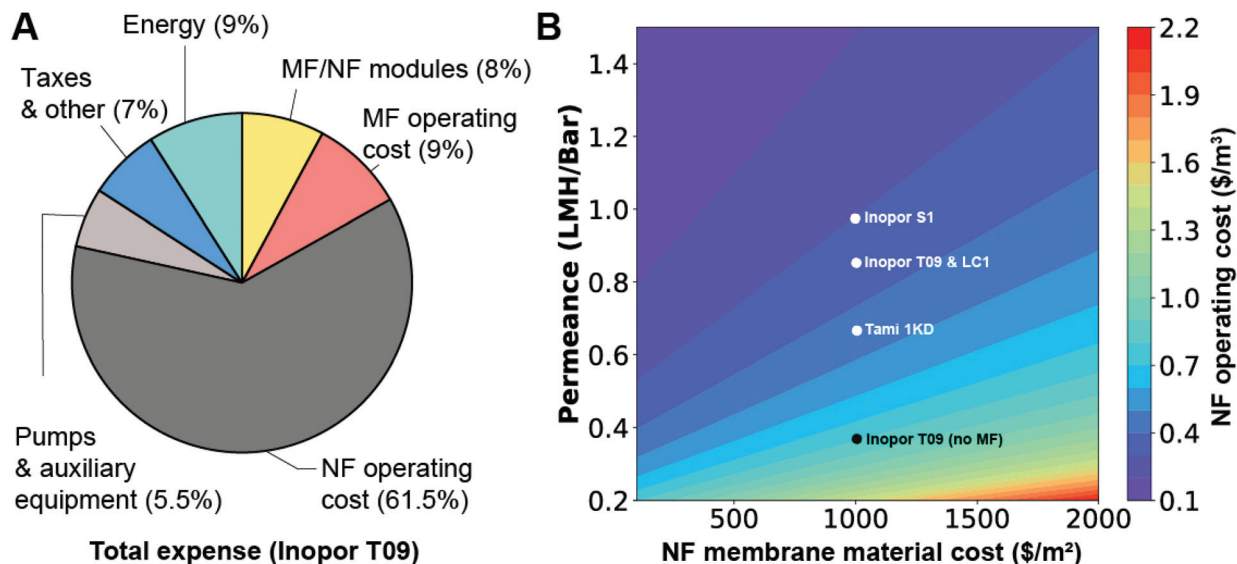 A
Energy (9%)
MF/NF modules (8%)
Taxes
& other (7%)
MF operating
cost (9%)
Pumps
& auxiliary
equipment (5.5%)
NF operating
cost (61.5%)
Total expense (Inopor T09)
B
Permeance (LMH/Bar)
1.4
1.2
1.0
0.8
0.6
0.4
0.2
Inopor S1
Inopor T09 & LC1
Tami 1KD
Inopor T09 (no MF)
500
1000
1500
2000
NF membrane material cost ($/m²)
2.2
1.9
1.6
1.3
1.0
0.7
0.4
0.1
NF operating cost ($/m³)